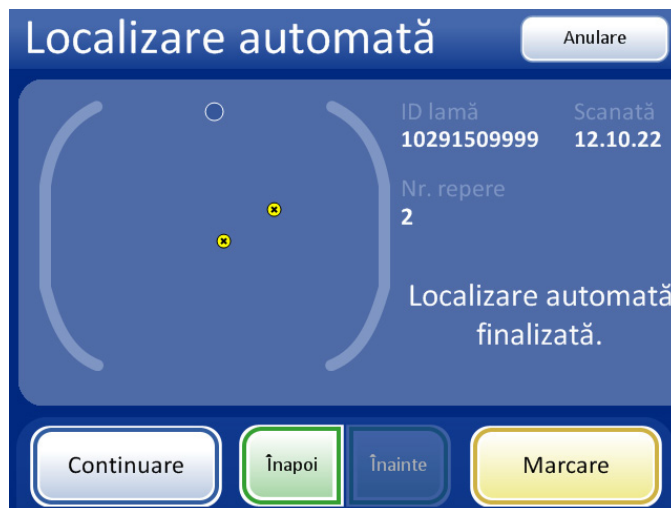 Localizare automată
Anulare
ID lamă
Scanată
10291509999
12.10.22
Nr. repere
2
Localizare automată
finalizată.
Continuare
Înapoi
Înainte
Marcare